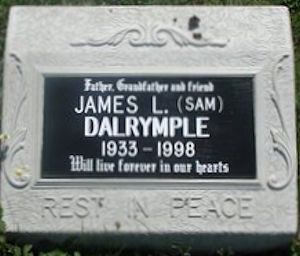 Father, Grandfather and friend
JAMES L. (SAM)
DALRYMPLE
1933 - 1998
Will live forever in our hearts
REST IN PEACE